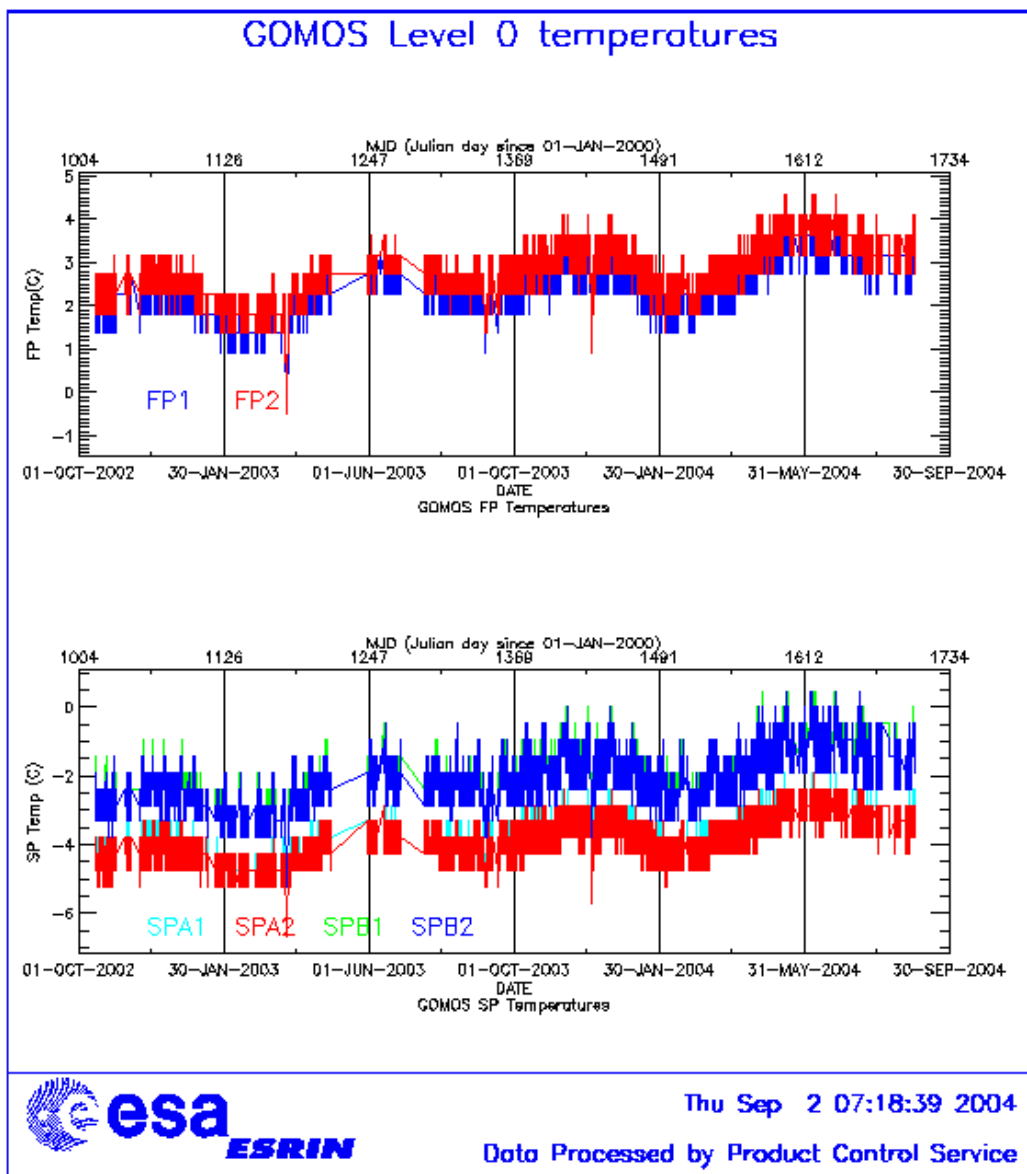 GOMOS Level 0 temperatures
MJD (Julian day since 01-JAN-2000)
1004 1126 1247 1369 1491 1612 1734
5
4
3
2
1
0
-1
FP Temp(C)
FP1 FP2
01-OCT-2002 30-JAN-2003 01-JUN-2003 01-OCT-2003 30-JAN-2004 31-MAY-2004 30-SEP-2004
DATE
GOMOS FP Temperatures
MJD (Julian day since 01-JAN-2000)
1004 1126 1247 1369 1491 1612 1734
0
-2
-4
-6
SP Temp (C)
SPA1 SPA2 SPB1 SPB2
01-OCT-2002 30-JAN-2003 01-JUN-2003 01-OCT-2003 30-JAN-2004 31-MAY-2004 30-SEP-2004
DATE
GOMOS SP Temperatures
esa
ESRIN
Thu Sep 2 07:18:39 2004
Data Processed by Product Control Service